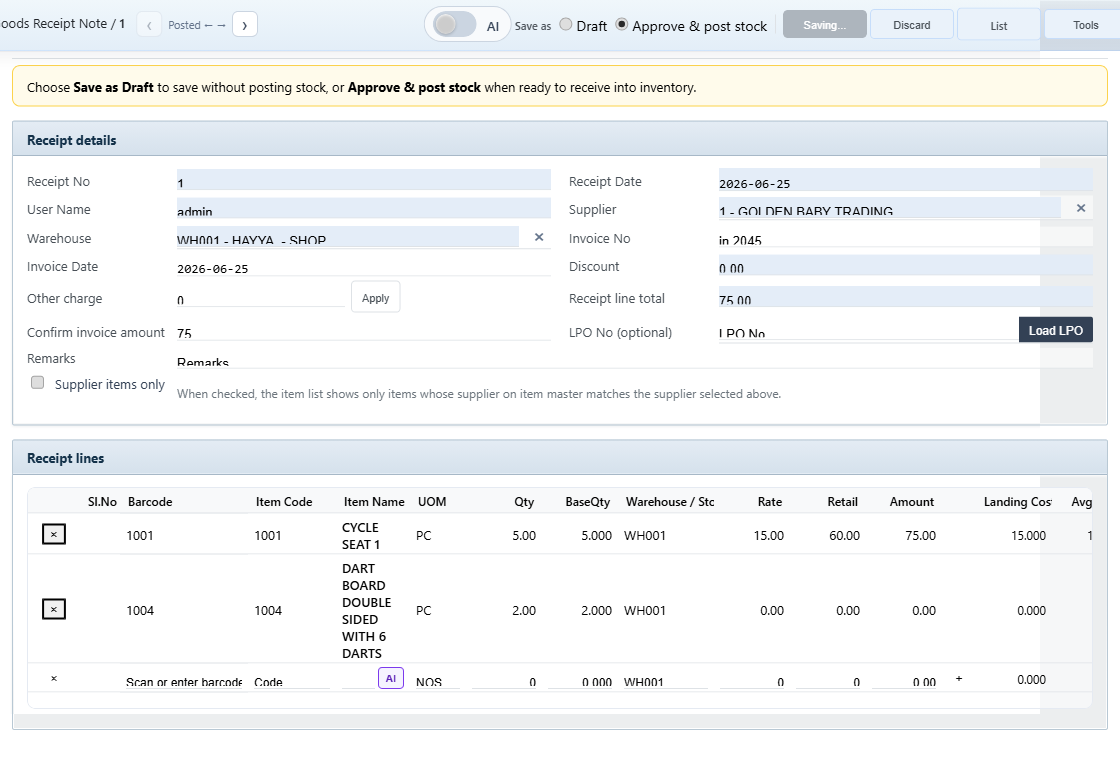 oods Receipt Note / 1 ‹ Posted ← → › AI Save as Draft Approve & post stock Saving... Discard List Tools
Choose Save as Draft to save without posting stock, or Approve & post stock when ready to receive into inventory.
Receipt details
Receipt No 1 Receipt Date 2026-06-25
User Name admin Supplier 1 - GOLDEN BABY TRADING ×
Warehouse WH001 - HAYYA - SHOP × Invoice No in 2045
Invoice Date 2026-06-25 Discount 0.00
Other charge 0 Apply Receipt line total 75.00
Confirm invoice amount 75 LPO No (optional) LPO No Load LPO
Remarks Remarks
Supplier items only When checked, the item list shows only items whose supplier on item master matches the supplier selected above.
Receipt lines
Sl.No Barcode Item Code Item Name UOM Qty BaseQty Warehouse / Stc Rate Retail Amount Landing Cos Avg
× 1001 1001 CYCLE SEAT 1 PC 5.00 5.000 WH001 15.00 60.00 75.00 15.000 1
× 1004 1004 DART BOARD DOUBLE SIDED WITH 6 DARTS PC 2.00 2.000 WH001 0.00 0.00 0.00 0.000
× Scan or enter barcode Code AI NOS 0 0.000 WH001 0 0 0.00 + 0.000